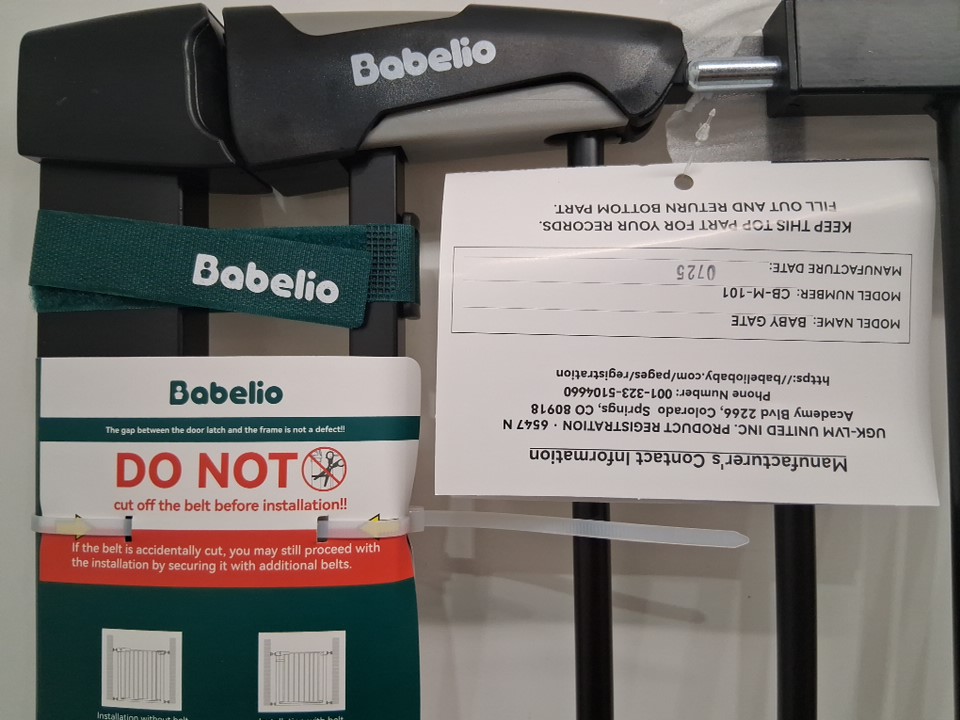 Babelio
Babelio
Babelio
The gap between the door latch and the frame is not a defect!!
DO NOT
cut off the belt before installation!!
If the belt is accidentally cut, you may still proceed with
the installation by securing it with additional belts.
Installation without belt
Installation with belt
Manufacturer's Contact Information
UGK-LVM UNITED INC. PRODUCT REGISTRATION · 6547 N
Academy Blvd 2266, Colorado Springs, CO 80918
Phone Number: 001-323-5104660
https://babeliobaby.com/pages/registration
MODEL NAME: BABY GATE
MODEL NUMBER: CB-M-101
MANUFACTURE DATE: 0725
KEEP THIS TOP PART FOR YOUR RECORDS.
FILL OUT AND RETURN BOTTOM PART.